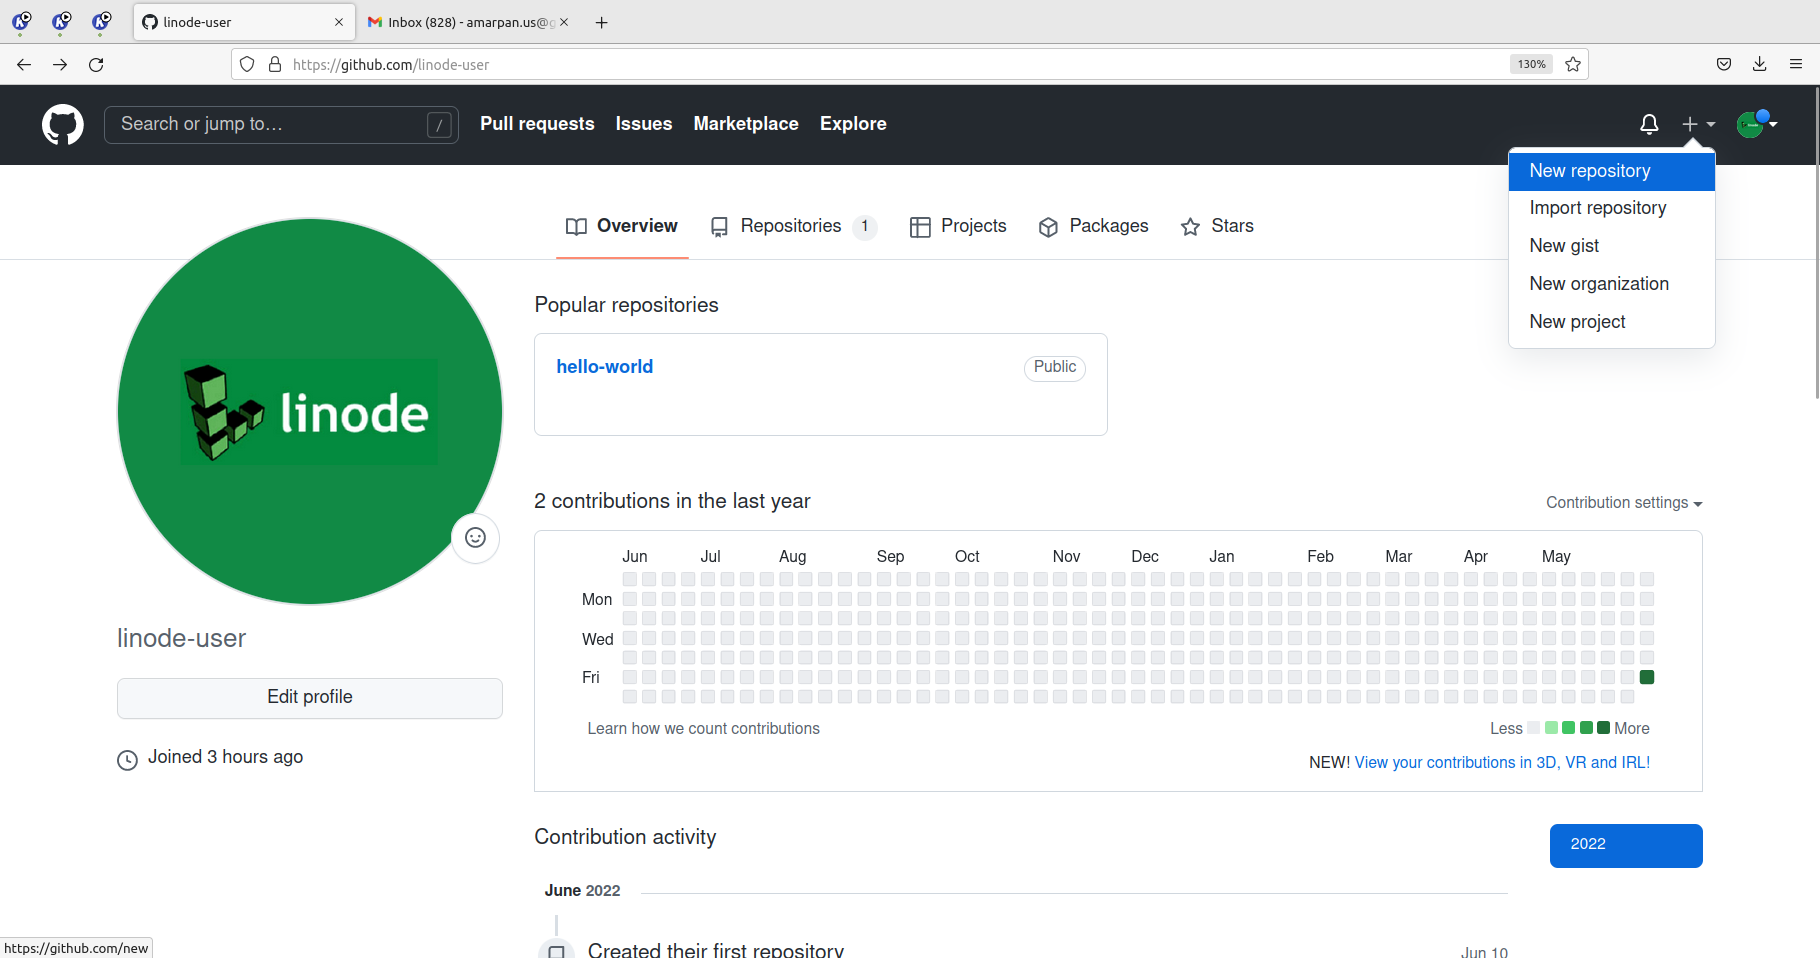 linode-user
Inbox (828) - amarpan.us@g
https://github.com/linode-user
130%
Search or jump to…
/
Pull requests
Issues
Marketplace
Explore
New repository
Import repository
New gist
New organization
New project
Overview
Repositories 1
Projects
Packages
Stars
linode
linode-user
Edit profile
Joined 3 hours ago
Popular repositories
hello-world
Public
2 contributions in the last year
Contribution settings
Jun Jul Aug Sep Oct Nov Dec Jan Feb Mar Apr May
Mon
Wed
Fri
Learn how we count contributions
Less More
NEW! View your contributions in 3D, VR and IRL!
Contribution activity
2022
June 2022
Created their first repository
Jun 10
https://github.com/new